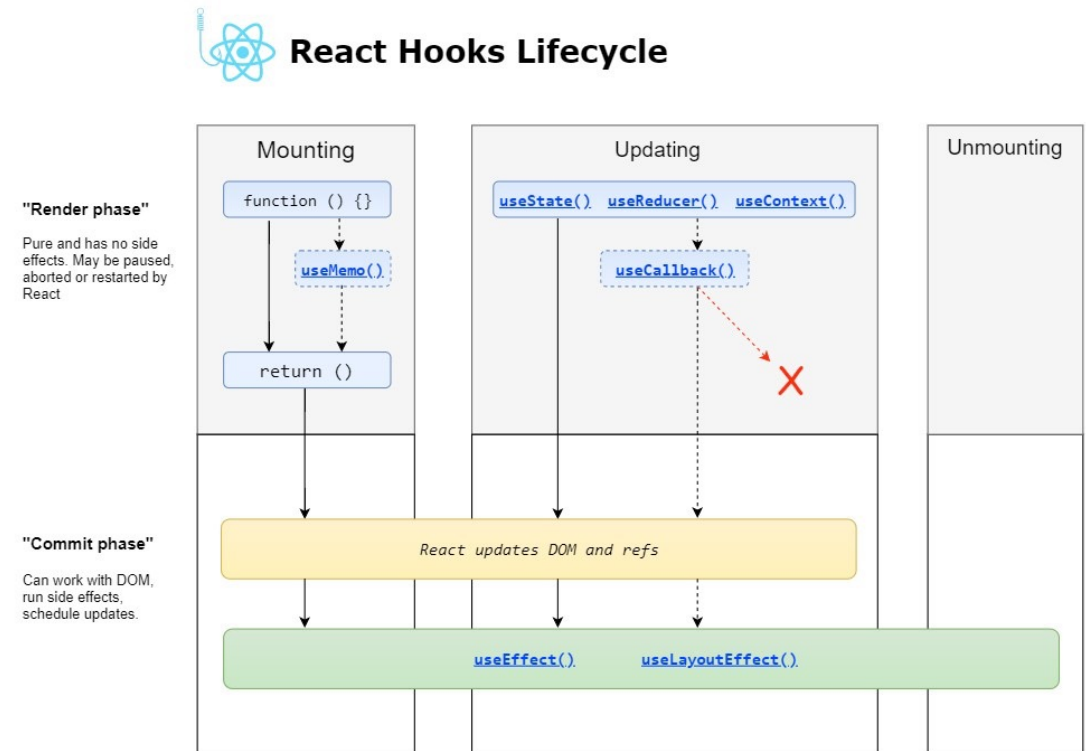 React Hooks Lifecycle
Mounting
Updating
Unmounting
"Render phase"
Pure and has no side
effects. May be paused,
aborted or restarted by
React
function () {}
useMemo()
return ()
useState() useReducer() useContext()
useCallback()
"Commit phase"
Can work with DOM,
run side effects,
schedule updates.
React updates DOM and refs
useEffect() useLayoutEffect()